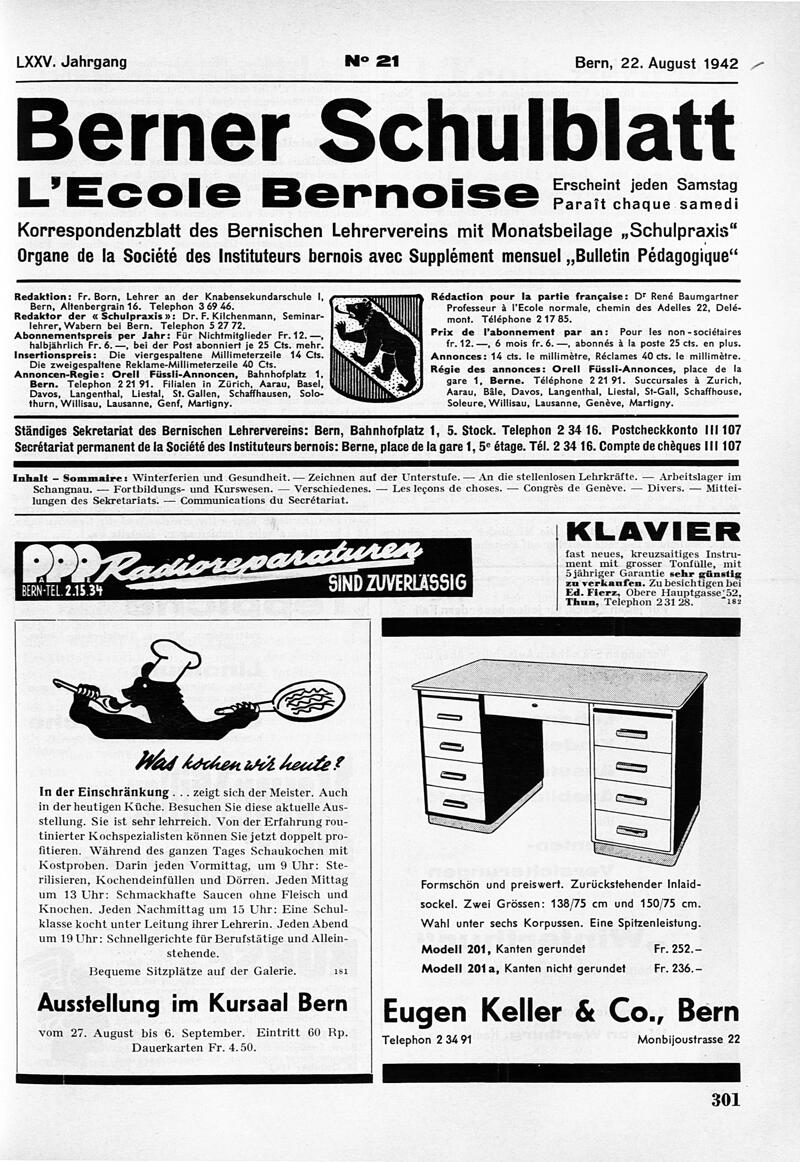 LXXV. Jahrgang
N° 21
Bern, 22. August 1942
Berner Schulblatt
L'Ecole Bernoise
Erscheint jeden Samstag
Paraît chaque samedi
Korrespondenzblatt des Bernischen Lehrervereins mit Monatsbeilage „Schulpraxis“
Organe de la Société des Instituteurs bernois avec Supplément mensuel „Bulletin Pédagogique“
Redaktion: Fr. Born, Lehrer an der Knabensekundarschule I,
Bern, Altenbergrain 16. Telephon 3 69 46.
Redaktor der «Schulpraxis»: Dr. F. Kilchenmann, Seminar-
lehrer, Wabern bei Bern. Telephon 5 27 72.
Abonnementspreis per Jahr: Für Nichtmitglieder Fr. 12.—,
halbjährlich Fr. 6.—, bei der Post abonniert je 25 Cts. mehr.
Insertionspreis: Die viergespaltene Millimeterzeile 14 Cts.
Die zweigespaltene Reklame-Millimeterzeile 40 Cts.
Annoncen-Regie: Orell Füssli-Annoncen, Bahnhofplatz 1,
Bern. Telephon 2 21 91. Filialen in Zürich, Aarau, Basel,
Davos, Langenthal, Liestal, St. Gallen, Schaffhausen, Solo-
thurn, Willisau, Lausanne, Genf, Martigny.
Rédaction pour la partie française: Dr René Baumgartner
Professeur à l'Ecole normale, chemin des Adelles 22, Delé-
mont. Téléphone 2 17 85.
Prix de l'abonnement par an: Pour les non-sociétaires
fr. 12.—, 6 mois fr. 6.—, abonnés à la poste 25 cts. en plus.
Annonces: 14 cts. le millimètre, Réclames 40 cts. le millimètre.
Régie des annonces: Orell Füssli-Annonces, place de la
gare 1, Berne. Téléphone 2 21 91. Succursales à Zurich,
Aarau, Bâle, Davos, Langenthal, Liestal, St-Gall, Schaffhouse,
Soleure, Willisau, Lausanne, Genève, Martigny.
Ständiges Sekretariat des Bernischen Lehrervereins: Bern, Bahnhofplatz 1, 5. Stock. Telephon 2 34 16. Postcheckkonto III 107
Secrétariat permanent de la Société des Instituteurs bernois: Berne, place de la gare 1, 5e étage. Tél. 2 34 16. Compte de chèques III 107
Inhalt – Sommaire: Winterferien und Gesundheit. — Zeichnen auf der Unterstufe. — An die stellenlosen Lehrkräfte. — Arbeitslager im
Schangnau. — Fortbildungs- und Kurswesen. — Verschiedenes. — Les leçons de choses. — Congrès de Genève. — Divers. — Mittei-
lungen des Sekretariats. — Communications du Secrétariat.
Radioreparaturen
BERN-TEL. 2.15.34
SIND ZUVERLÄSSIG
KLAVIER
fast neues, kreuzsaitiges Instru-
ment mit grosser Tonfülle, mit
5 jähriger Garantie sehr günstig
zu verkaufen. Zu besichtigen bei
Ed. Fierz, Obere Hauptgasse 52,
Thun, Telephon 2 31 28. 182
Was kochen wir heute?
In der Einschränkung . . . zeigt sich der Meister. Auch
in der heutigen Küche. Besuchen Sie diese aktuelle Aus-
stellung. Sie ist sehr lehrreich. Von der Erfahrung rou-
tinierter Kochspezialisten können Sie jetzt doppelt pro-
fitieren. Während des ganzen Tages Schaukochen mit
Kostproben. Darin jeden Vormittag, um 9 Uhr: Ste-
rilisieren, Kochendeinfüllen und Dörren. Jeden Mittag
um 13 Uhr: Schmackhafte Saucen ohne Fleisch und
Knochen. Jeden Nachmittag um 15 Uhr: Eine Schul-
klasse kocht unter Leitung ihrer Lehrerin. Jeden Abend
um 19 Uhr: Schnellgerichte für Berufstätige und Allein-
stehende.
Bequeme Sitzplätze auf der Galerie. 181
Ausstellung im Kursaal Bern
vom 27. August bis 6. September. Eintritt 60 Rp.
Dauerkarten Fr. 4.50.
Formschön und preiswert. Zurückstehender Inlaid-
sockel. Zwei Grössen: 138/75 cm und 150/75 cm.
Wahl unter sechs Korpussen. Eine Spitzenleistung.
Modell 201, Kanten gerundet Fr. 252.–
Modell 201a, Kanten nicht gerundet Fr. 236.–
Eugen Keller & Co., Bern
Telephon 2 34 91
Monbijoustrasse 22
301